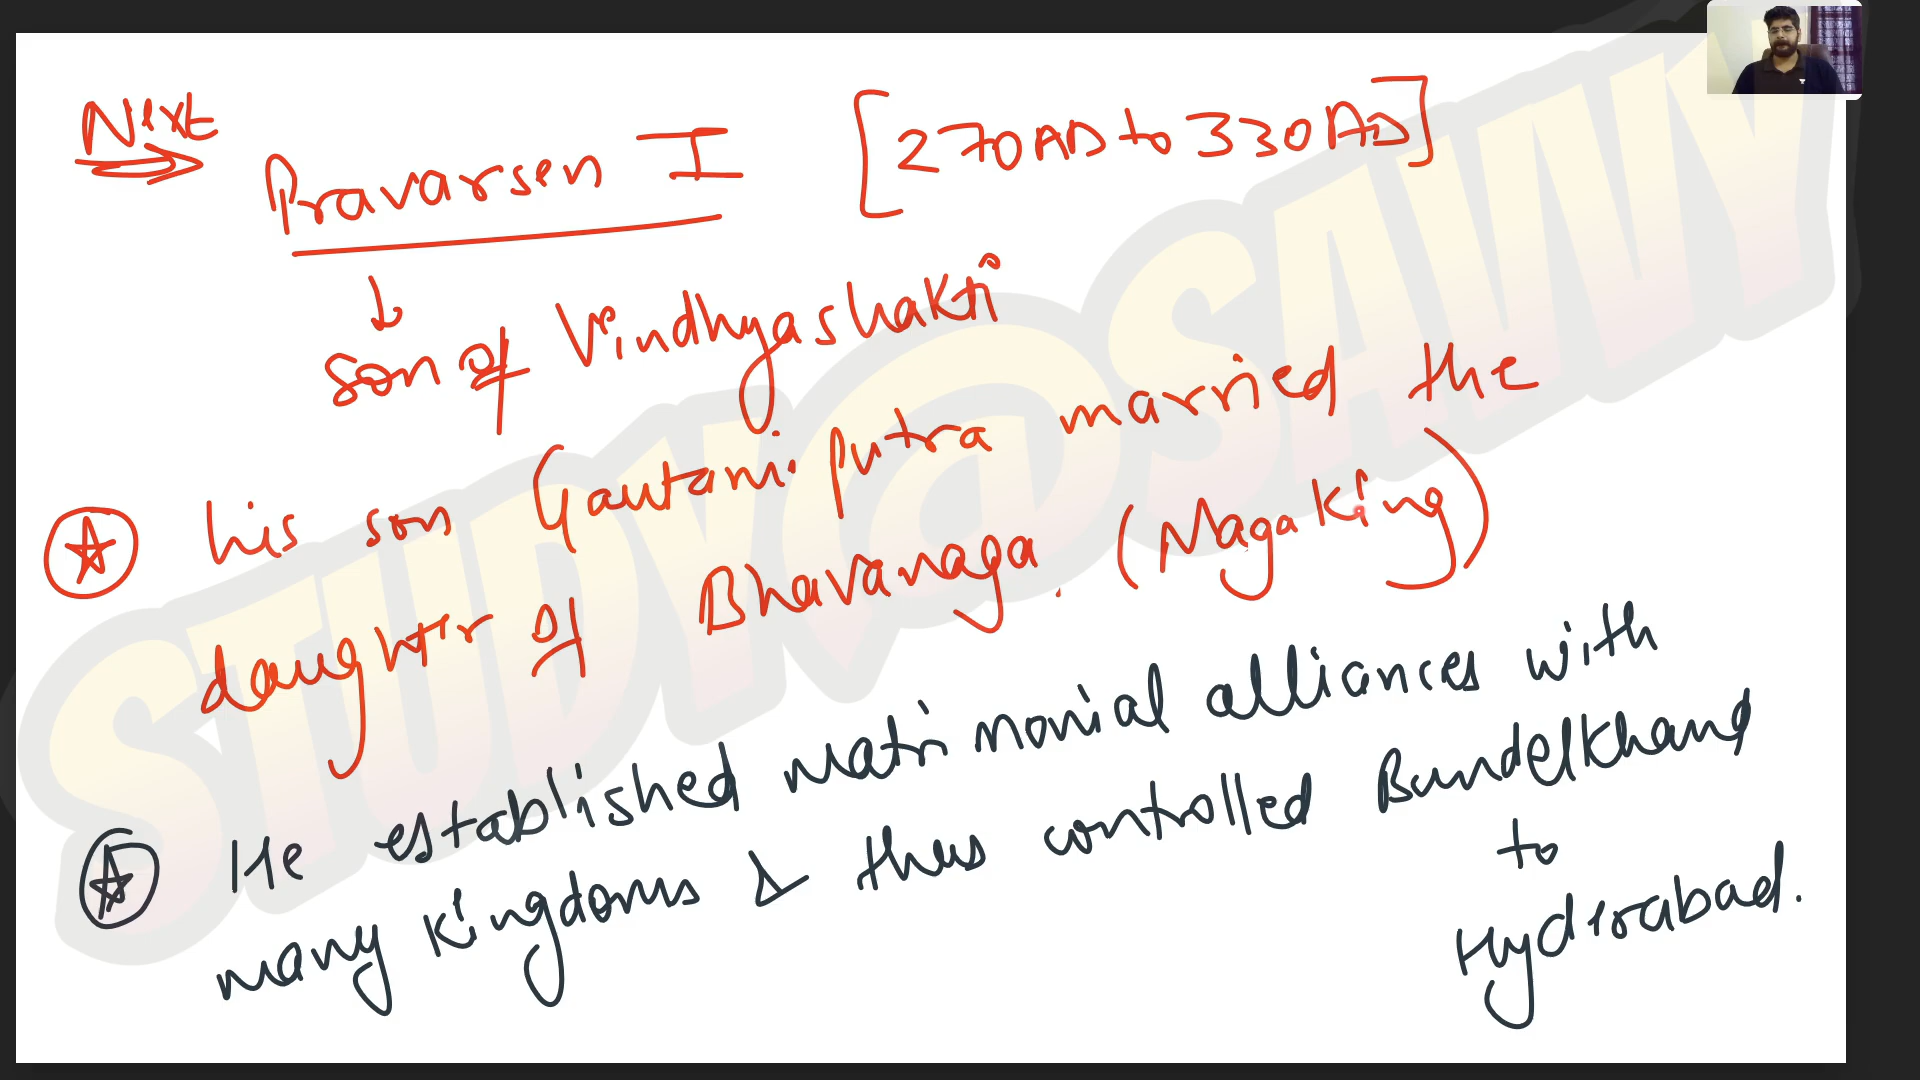 Next
Pravarsen I [270AD to 330AD]
son of Vindhyashakti
his son Gautamiputra married the
daughter of Bhavanaga. (Naga King)
He established matrimonial alliances with
many kingdoms & thus controlled Bundelkhand
to
Hyderabad.
STUDY@SAVVY